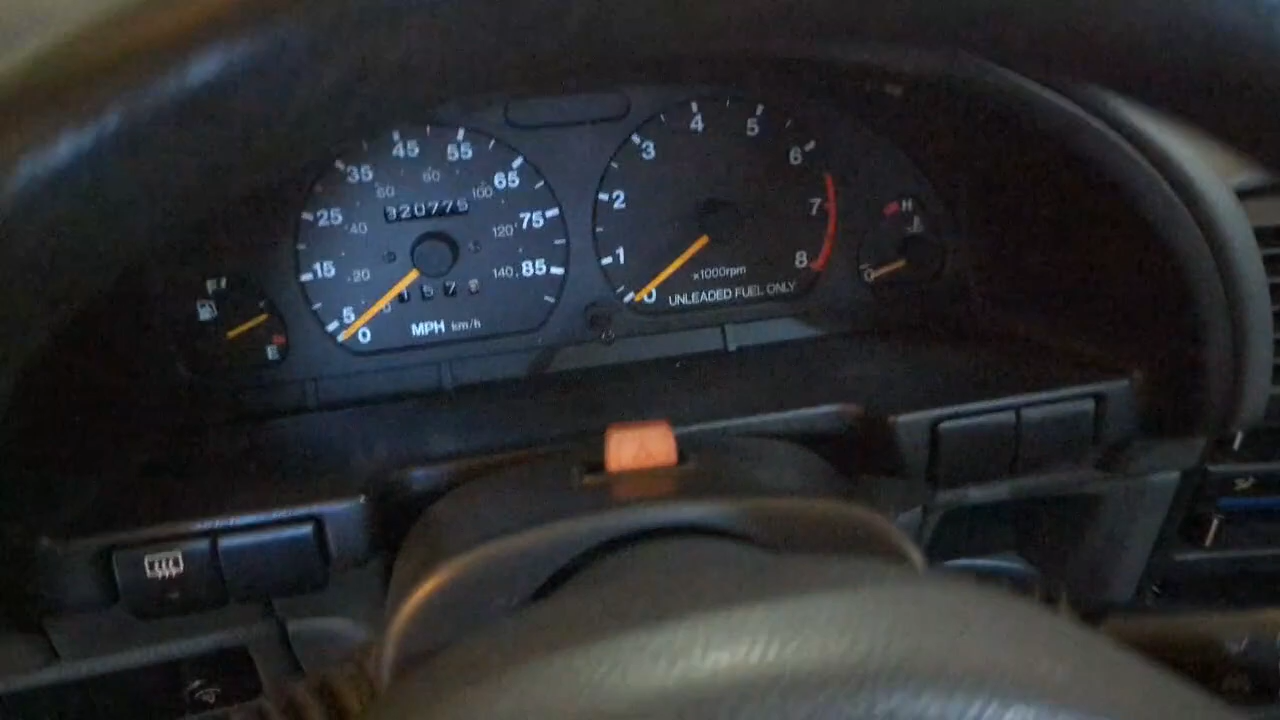 45 55
35 60 80 65
25 40 320775 100 75
15 20 120 85
5 140
0 MPH km/h
3 4 5 6
2 7
1 8
0 x1000rpm
UNLEADED FUEL ONLY
F
E
H